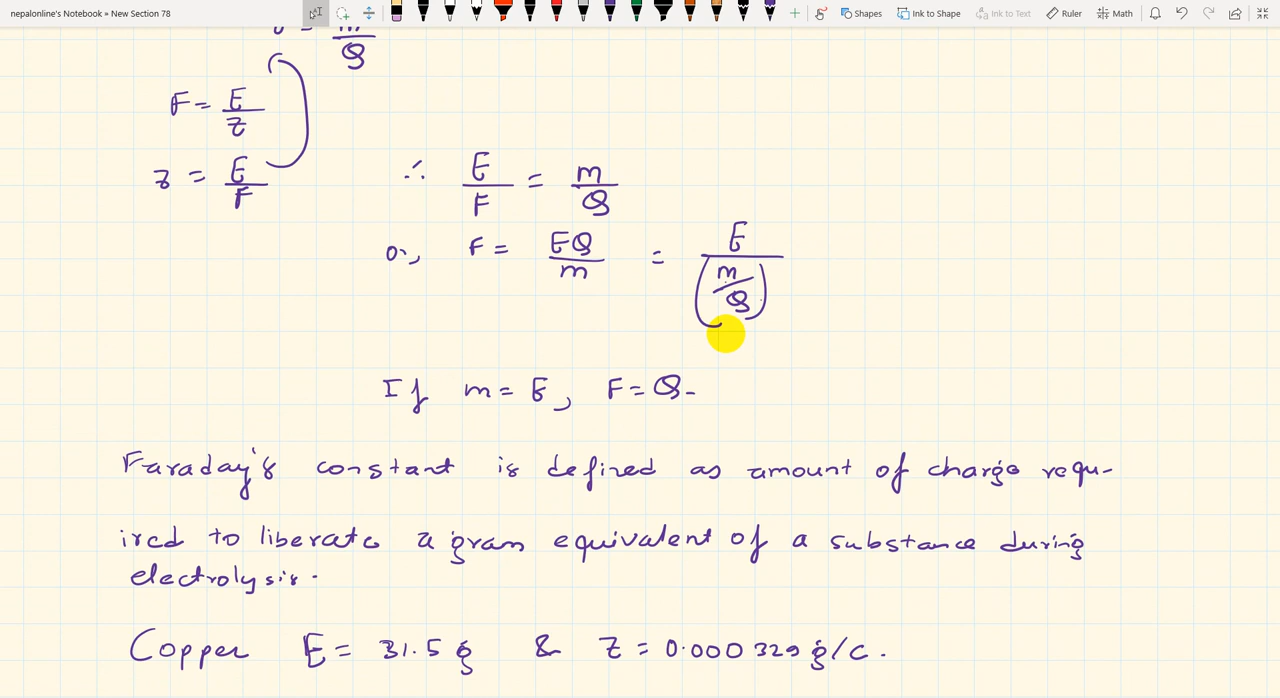 nepalonline's Notebook » New Section 78
Shapes Ink to Shape Ink to Text Ruler Math
= m/Q
F = E/Z
z = E/F
∴ E/F = m/Q
or, F = EQ/m = E/(m/Q)
If m = E, F = Q.
Faraday's constant is defined as amount of charge requ-
ired to liberate a gram equivalent of a substance during
electrolysis.
Copper E = 31.5 g & Z = 0.000329 g/c.